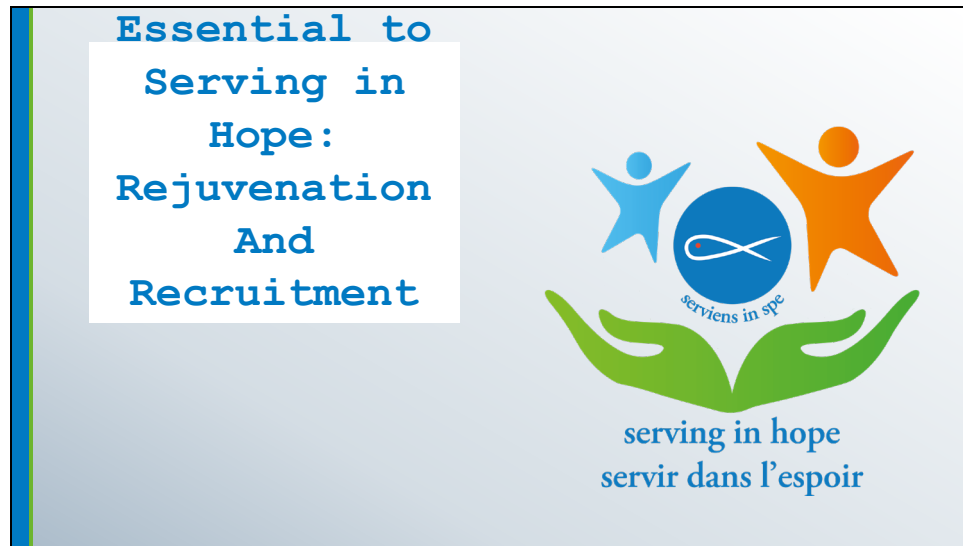 Essential to
Serving in
Hope:
Rejuvenation
And
Recruitment
serviens in spe
serving in hope
servir dans l'espoir